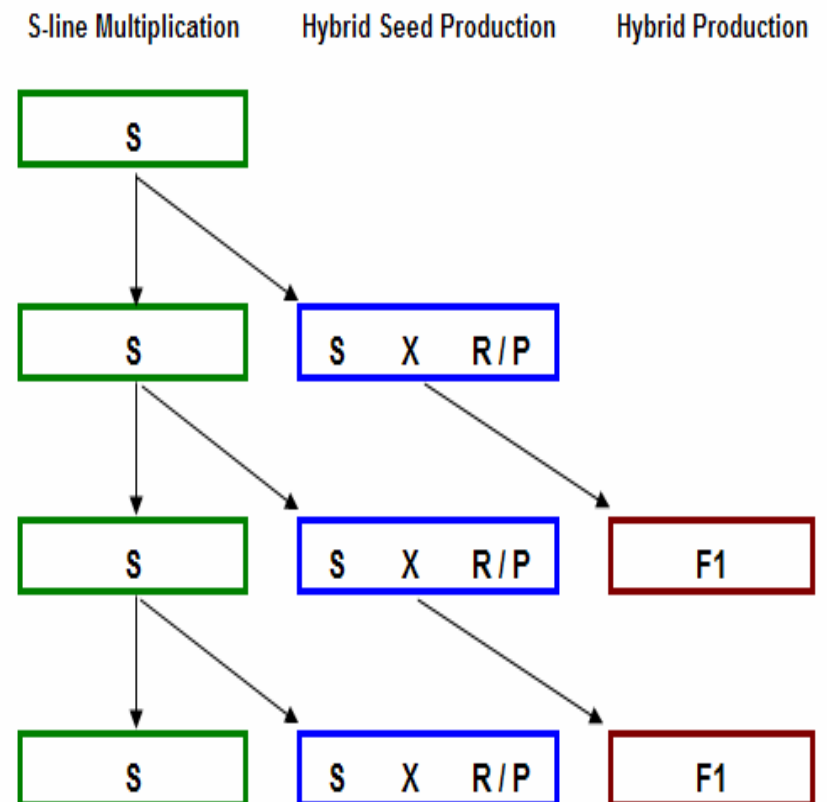 S-line Multiplication Hybrid Seed Production Hybrid Production
S
S S X R / P
S S X R / P F1
S S X R / P F1